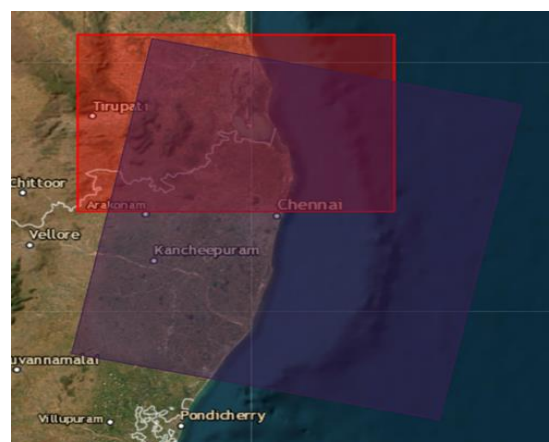 Tirupati
Chittoor
Arakonam
Chennai
Vellore
Kancheepuram
uvannamalai
Villupuram
Pondicherry